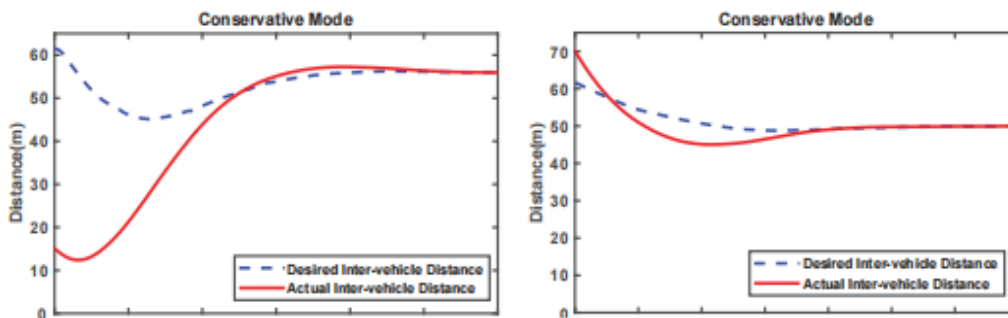 Conservative Mode
60
50
40
30
20
10
0
Distance(m)
Desired Inter-vehicle Distance
Actual Inter-vehicle Distance
Conservative Mode
70
60
50
40
30
20
10
0
Distance(m)
Desired Inter-vehicle Distance
Actual Inter-vehicle Distance